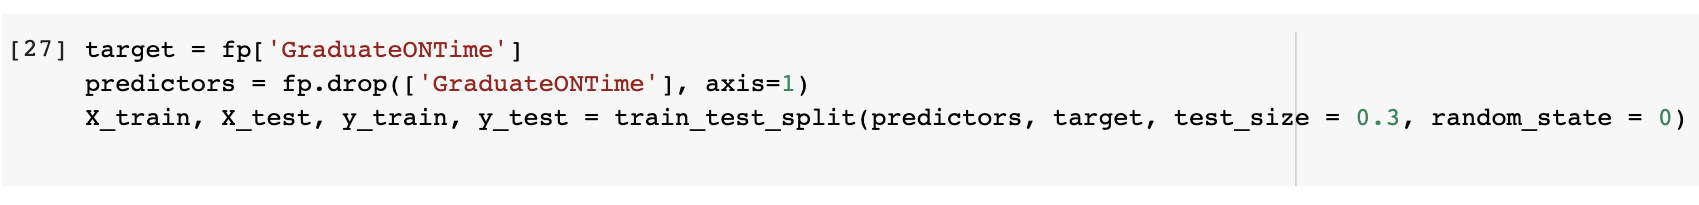 [27] target = fp['GraduateONTime']
predictors = fp.drop(['GraduateONTime'], axis=1)
X_train, X_test, y_train, y_test = train_test_split(predictors, target, test_size = 0.3, random_state = 0)